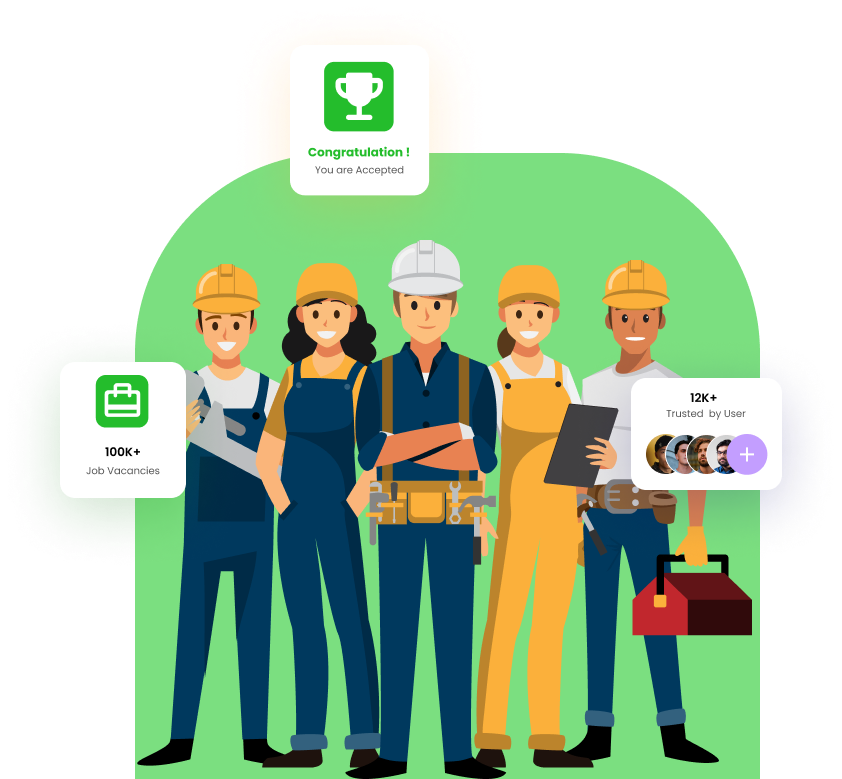 Congratulation !
You are Accepted
100K+
Job Vacancies
12K+
Trusted by User